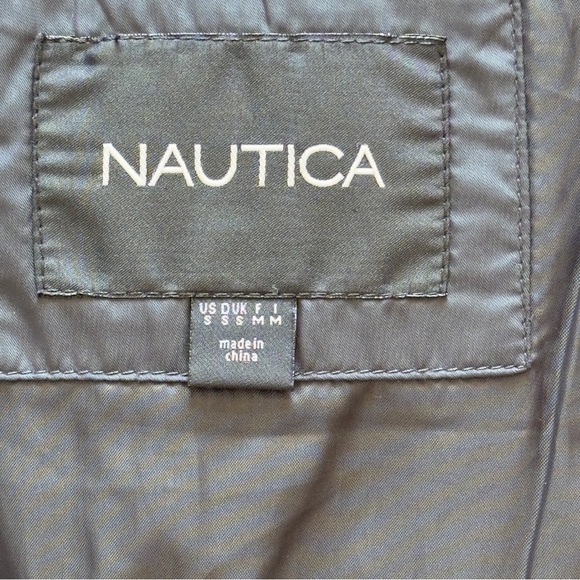 NAUTICA
US D UK F I
S S S M M
made in
china